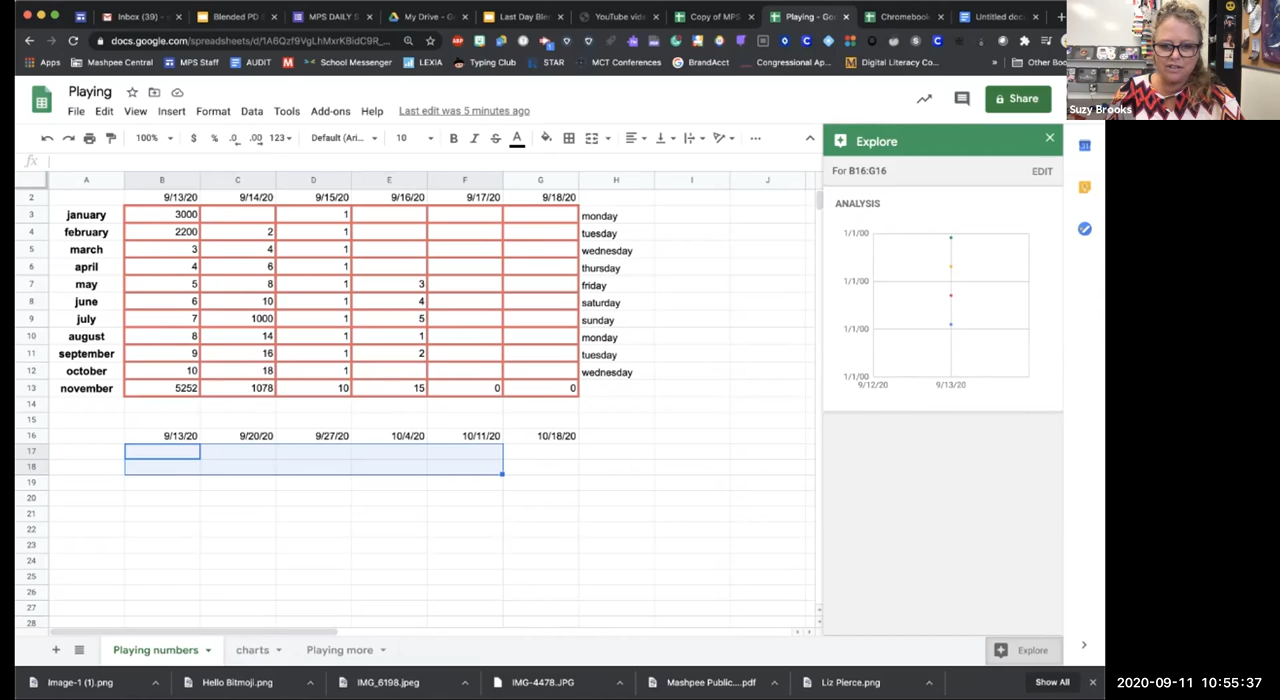 Inbox (39) - Blended PD S MPS DAILY S My Drive - G Last Day Blen YouTube vide Copy of MPS Playing - Goo Chromebook Untitled doc
docs.google.com/spreadsheets/d/1A6Qzf9VgLhMxrKBidC9R_...
Apps Mashpee Central MPS Staff AUDIT School Messenger LEXIA Typing Club STAR MCT Conferences BrandAcct Congressional Ap... Digital Literacy Co... » Other Boo
Suzy Brooks
Playing
File Edit View Insert Format Data Tools Add-ons Help Last edit was 5 minutes ago
Share
100% $ % .0 .00 123 Default (Ari... 10 B I S A
fx
Explore
For B16:G16 EDIT
ANALYSIS
1/1/00
1/1/00
1/1/00
1/1/00
9/12/20 9/13/20
A B C D E F G H I J
2 9/13/20 9/14/20 9/15/20 9/16/20 9/17/20 9/18/20
3 january 3000 1 monday
4 february 2200 2 1 tuesday
5 march 3 4 1 wednesday
6 april 4 6 1 thursday
7 may 5 8 1 3 friday
8 june 6 10 1 4 saturday
9 july 7 1000 1 5 sunday
10 august 8 14 1 1 monday
11 september 9 16 1 2 tuesday
12 october 10 18 1 wednesday
13 november 5252 1078 10 15 0 0
14
15
16 9/13/20 9/20/20 9/27/20 10/4/20 10/11/20 10/18/20
17
18
19
20
21
22
23
24
25
26
27
28
Playing numbers charts Playing more Explore
Image-1 (1).png Hello Bitmoji.png IMG_6198.jpeg IMG-4478.JPG Mashpee Public....pdf Liz Pierce.png Show All
2020-09-11 10:55:37